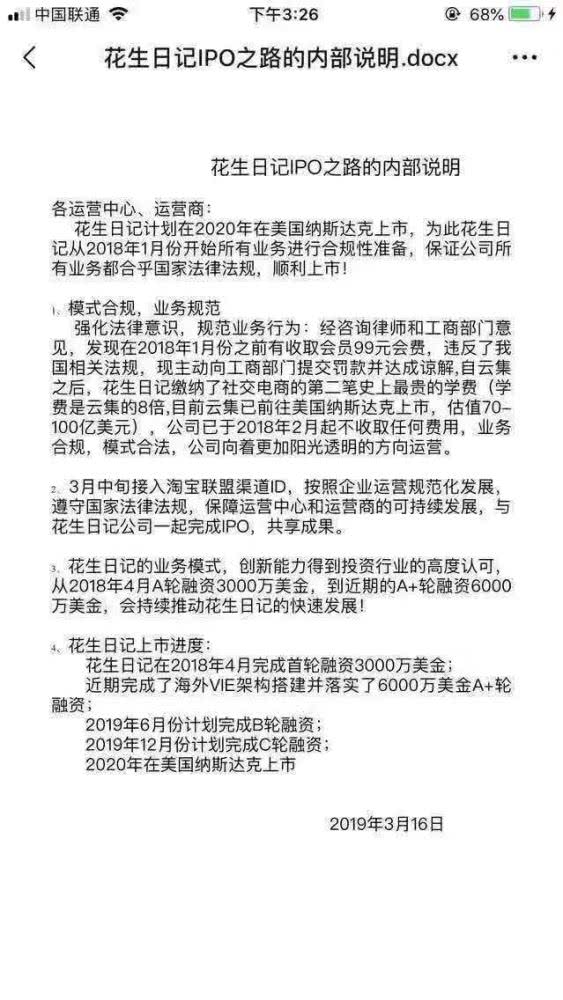 中国联通 下午3:26 68%
花生日记IPO之路的内部说明.docx
花生日记IPO之路的内部说明
各运营中心、运营商：
花生日记计划在2020年在美国纳斯达克上市，为此花生日
记从2018年1月份开始所有业务进行合规性准备，保证公司所
有业务都合乎国家法律法规，顺利上市！
1、模式合规，业务规范
强化法律意识，规范业务行为：经咨询律师和工商部门意
见，发现在2018年1月份之前有收取会员99元会费，违反了我
国相关法规，现主动向工商部门提交罚款并达成谅解,自云集
之后，花生日记缴纳了社交电商的第二笔史上最贵的学费（学
费是云集的8倍,目前云集已前往美国纳斯达克上市，估值70-
100亿美元），公司已于2018年2月起不收取任何费用，业务
合规，模式合法，公司向着更加阳光透明的方向运营。
2、3月中旬接入淘宝联盟渠道ID，按照企业运营规范化发展，
遵守国家法律法规，保障运营中心和运营商的可持续发展，与
花生日记公司一起完成IPO，共享成果。
3、花生日记的业务模式，创新能力得到投资行业的高度认可，
从2018年4月A轮融资3000万美金，到近期的A+轮融资6000
万美金，会持续推动花生日记的快速发展！
4、花生日记上市进度：
花生日记在2018年4月完成首轮融资3000万美金；
近期完成了海外VIE架构搭建并落实了6000万美金A+轮
融资；
2019年6月份计划完成B轮融资；
2019年12月份计划完成C轮融资；
2020年在美国纳斯达克上市
2019年3月16日